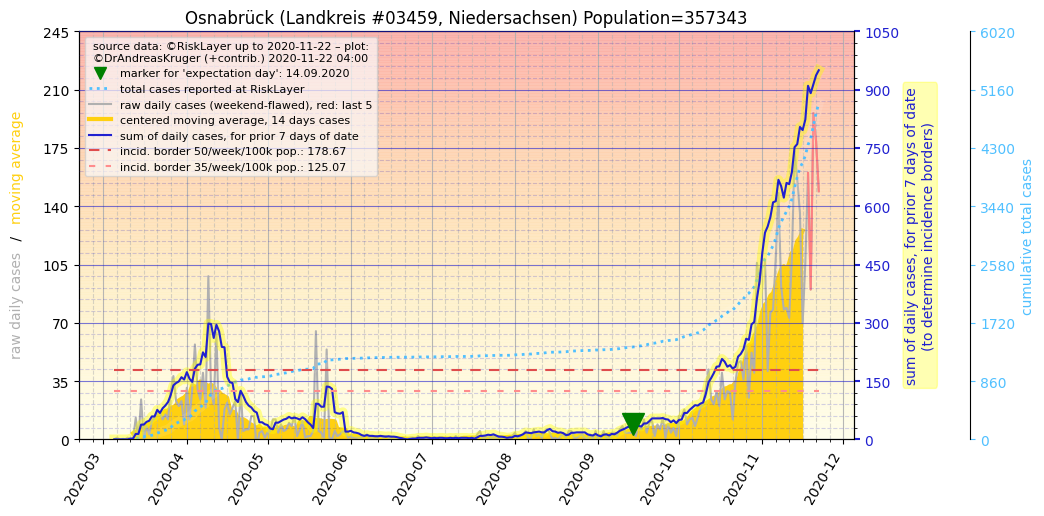 Osnabrück (Landkreis #03459, Niedersachsen) Population=357343
source data: ©RiskLayer up to 2020-11-22 – plot:
©DrAndreasKruger (+contrib.) 2020-11-22 04:00
marker for 'expectation day': 14.09.2020
total cases reported at RiskLayer
raw daily cases (weekend-flawed), red: last 5
centered moving average, 14 days cases
sum of daily cases, for prior 7 days of date
incid. border 50/week/100k pop.: 178.67
incid. border 35/week/100k pop.: 125.07
raw daily cases / moving average
245
210
175
140
105
70
35
0
1050
900
750
600
450
300
150
0
sum of daily cases, for prior 7 days of date
(to determine incidence borders)
6020
5160
4300
3440
2580
1720
860
0
cumulative total cases
2020-03
2020-04
2020-05
2020-06
2020-07
2020-08
2020-09
2020-10
2020-11
2020-12